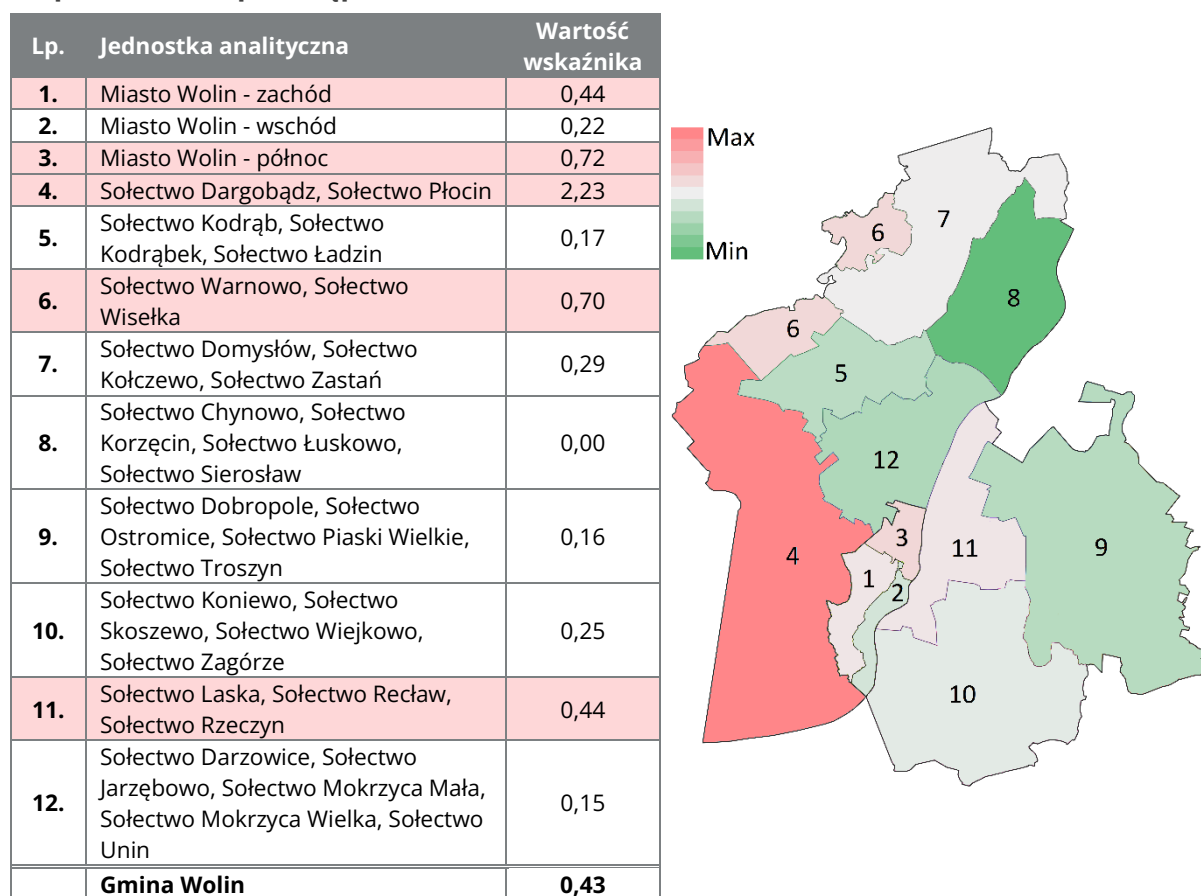 Lp. Jednostka analityczna Wartość
wskaźnika
1. Miasto Wolin - zachód 0,44
2. Miasto Wolin - wschód 0,22
3. Miasto Wolin - północ 0,72
4. Sołectwo Dargobądz, Sołectwo Płocin 2,23
5. Sołectwo Kodrąb, Sołectwo
Kodrąbek, Sołectwo Ładzin 0,17
6. Sołectwo Warnowo, Sołectwo
Wisełka 0,70
7. Sołectwo Domysłów, Sołectwo
Kołczewo, Sołectwo Zastań 0,29
8. Sołectwo Chynowo, Sołectwo
Korzęcin, Sołectwo Łuskowo,
Sołectwo Sierosław 0,00
9. Sołectwo Dobropole, Sołectwo
Ostromice, Sołectwo Piaski Wielkie,
Sołectwo Troszyn 0,16
10. Sołectwo Koniewo, Sołectwo
Skoszewo, Sołectwo Wiejkowo,
Sołectwo Zagórze 0,25
11. Sołectwo Laska, Sołectwo Recław,
Sołectwo Rzeczyn 0,44
12. Sołectwo Darzowice, Sołectwo
Jarzębowo, Sołectwo Mokrzyca Mała,
Sołectwo Mokrzyca Wielka, Sołectwo
Unin 0,15
Gmina Wolin 0,43
Max
Min
7
6
8
6
5
12
3
11
9
4
1
2
10